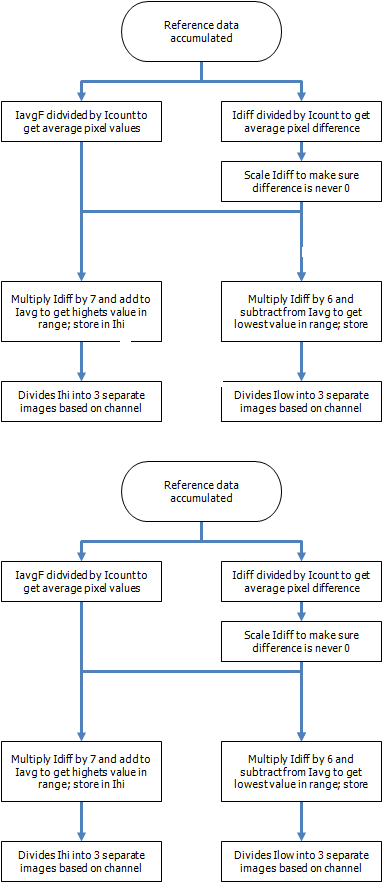 Reference data
accumulated
IavgF didvided by Icount to
get average pixel values
Idiff divided by Icount to get
average pixel difference
Scale Idiff to make sure
difference is never 0
Multiply Idiff by 7 and add to
Iavg to get highets value in
range; store in Ihi
Multiply Idiff by 6 and
subtract from Iavg to get
lowest value in range; store
Divides Ihi into 3 separate
images based on channel
Divides Ilow into 3 separate
images based on channel
Reference data
accumulated
IavgF didvided by Icount to
get average pixel values
Idiff divided by Icount to get
average pixel difference
Scale Idiff to make sure
difference is never 0
Multiply Idiff by 7 and add to
Iavg to get highets value in
range; store in Ihi
Multiply Idiff by 6 and
subtract from Iavg to get
lowest value in range; store
Divides Ihi into 3 separate
images based on channel
Divides Ilow into 3 separate
images based on channel